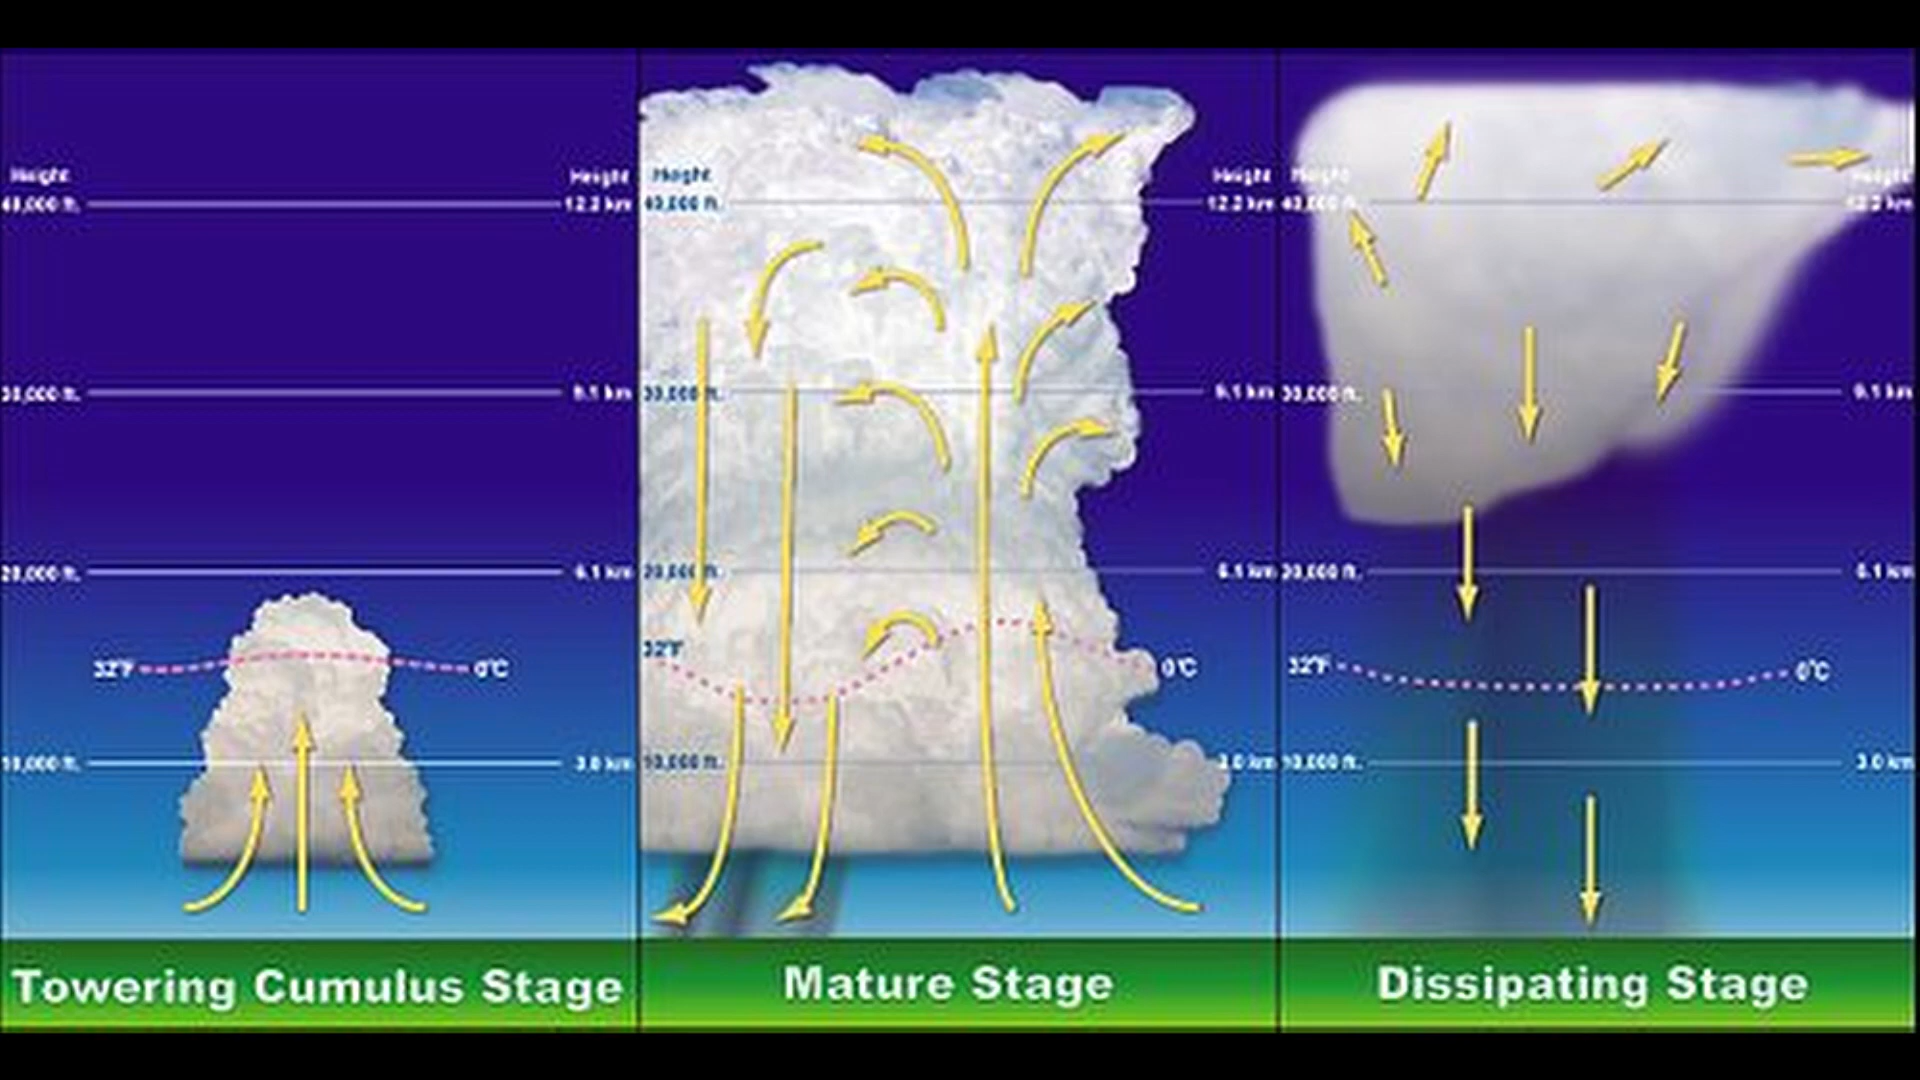 Height
Height
40,000 ft.
12.2 km
30,000 ft.
9.1 km
20,000 ft.
6.1 km
32°F
0°C
10,000 ft.
3.0 km
Towering Cumulus Stage
Height
Height
40,000 ft.
12.2 km
30,000 ft.
9.1 km
20,000 ft.
6.1 km
32°F
0°C
10,000 ft.
3.0 km
Mature Stage
Height
Height
40,000 ft.
12.2 km
30,000 ft.
9.1 km
20,000 ft.
6.1 km
32°F
0°C
10,000 ft.
3.0 km
Dissipating Stage